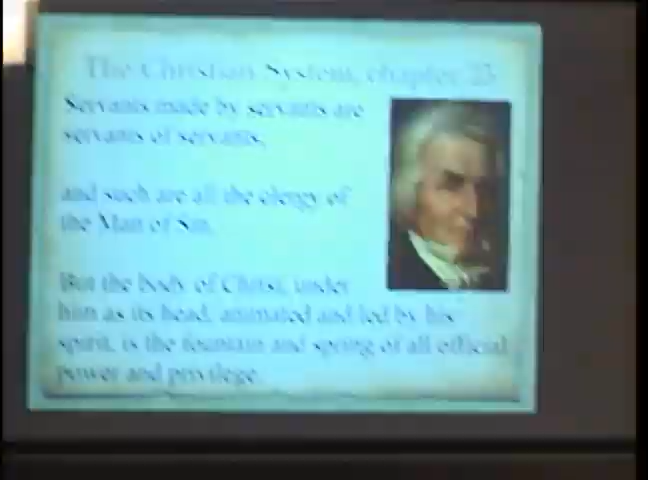 The Christian System, chapter 25
Servants made by servants are
servants of servants,
and such are all the clergy of
the Man of Sin.
But the body of Christ, under
him as its head, animated and led by his
spirit, is the fountain and spring of all official
power and privilege.